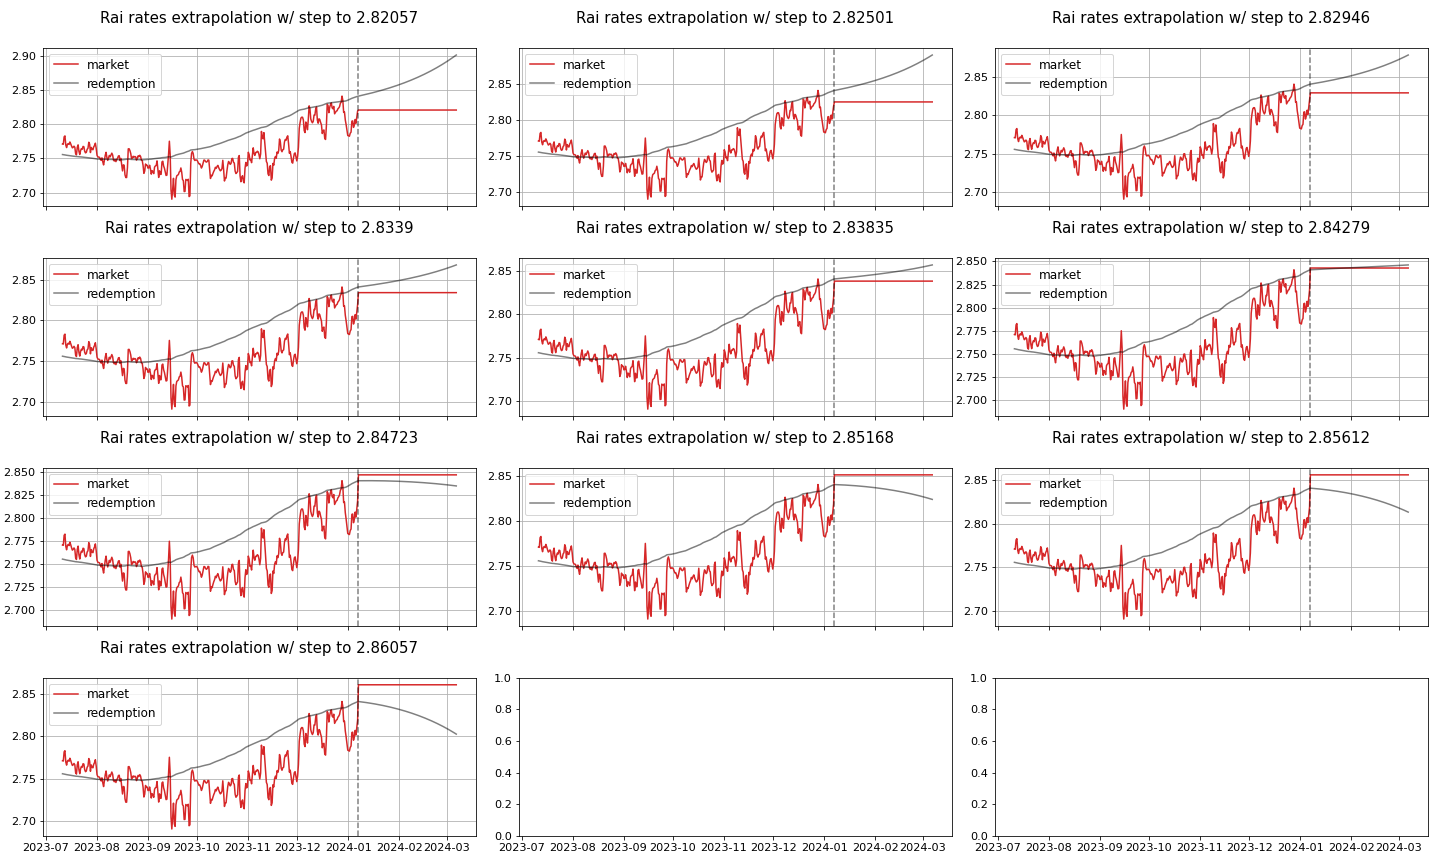 Rai rates extrapolation w/ step to 2.82057
Rai rates extrapolation w/ step to 2.82501
Rai rates extrapolation w/ step to 2.82946
2.90
2.85
2.80
2.75
2.70
market
redemption
2.85
2.80
2.75
2.70
market
redemption
2.85
2.80
2.75
2.70
market
redemption
Rai rates extrapolation w/ step to 2.8339
Rai rates extrapolation w/ step to 2.83835
Rai rates extrapolation w/ step to 2.84279
2.85
2.80
2.75
2.70
market
redemption
2.85
2.80
2.75
2.70
market
redemption
2.850
2.825
2.800
2.775
2.750
2.725
2.700
market
redemption
Rai rates extrapolation w/ step to 2.84723
Rai rates extrapolation w/ step to 2.85168
Rai rates extrapolation w/ step to 2.85612
2.850
2.825
2.800
2.775
2.750
2.725
2.700
market
redemption
2.85
2.80
2.75
2.70
market
redemption
2.85
2.80
2.75
2.70
market
redemption
Rai rates extrapolation w/ step to 2.86057
2.85
2.80
2.75
2.70
market
redemption
1.0
0.8
0.6
0.4
0.2
0.0
1.0
0.8
0.6
0.4
0.2
0.0
2023-07 2023-08 2023-09 2023-10 2023-11 2023-12 2024-01 2024-02 2024-03
2023-07 2023-08 2023-09 2023-10 2023-11 2023-12 2024-01 2024-02 2024-03
2023-07 2023-08 2023-09 2023-10 2023-11 2023-12 2024-01 2024-02 2024-03